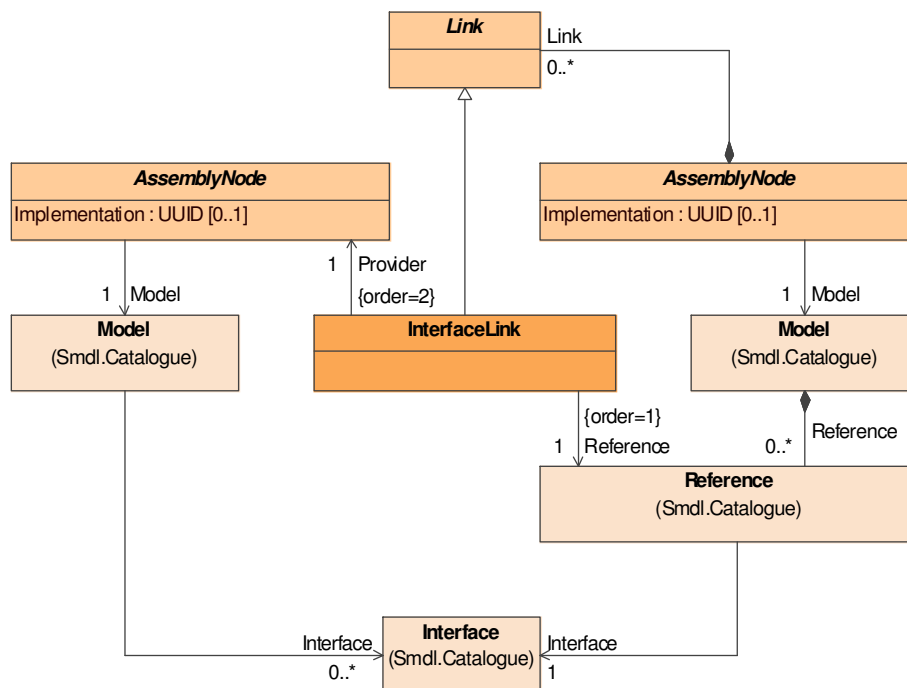 Link
Link
0..*
AssemblyNode
Implementation : UUID [0..1]
AssemblyNode
Implementation : UUID [0..1]
1 Provider
{order=2}
1 Model
1 Model
Model
(Smdl.Catalogue)
InterfaceLink
Model
(Smdl.Catalogue)
{order=1}
1 Reference
Reference
0..*
Reference
(Smdl.Catalogue)
Interface
0..*
Interface
(Smdl.Catalogue)
Interface
1